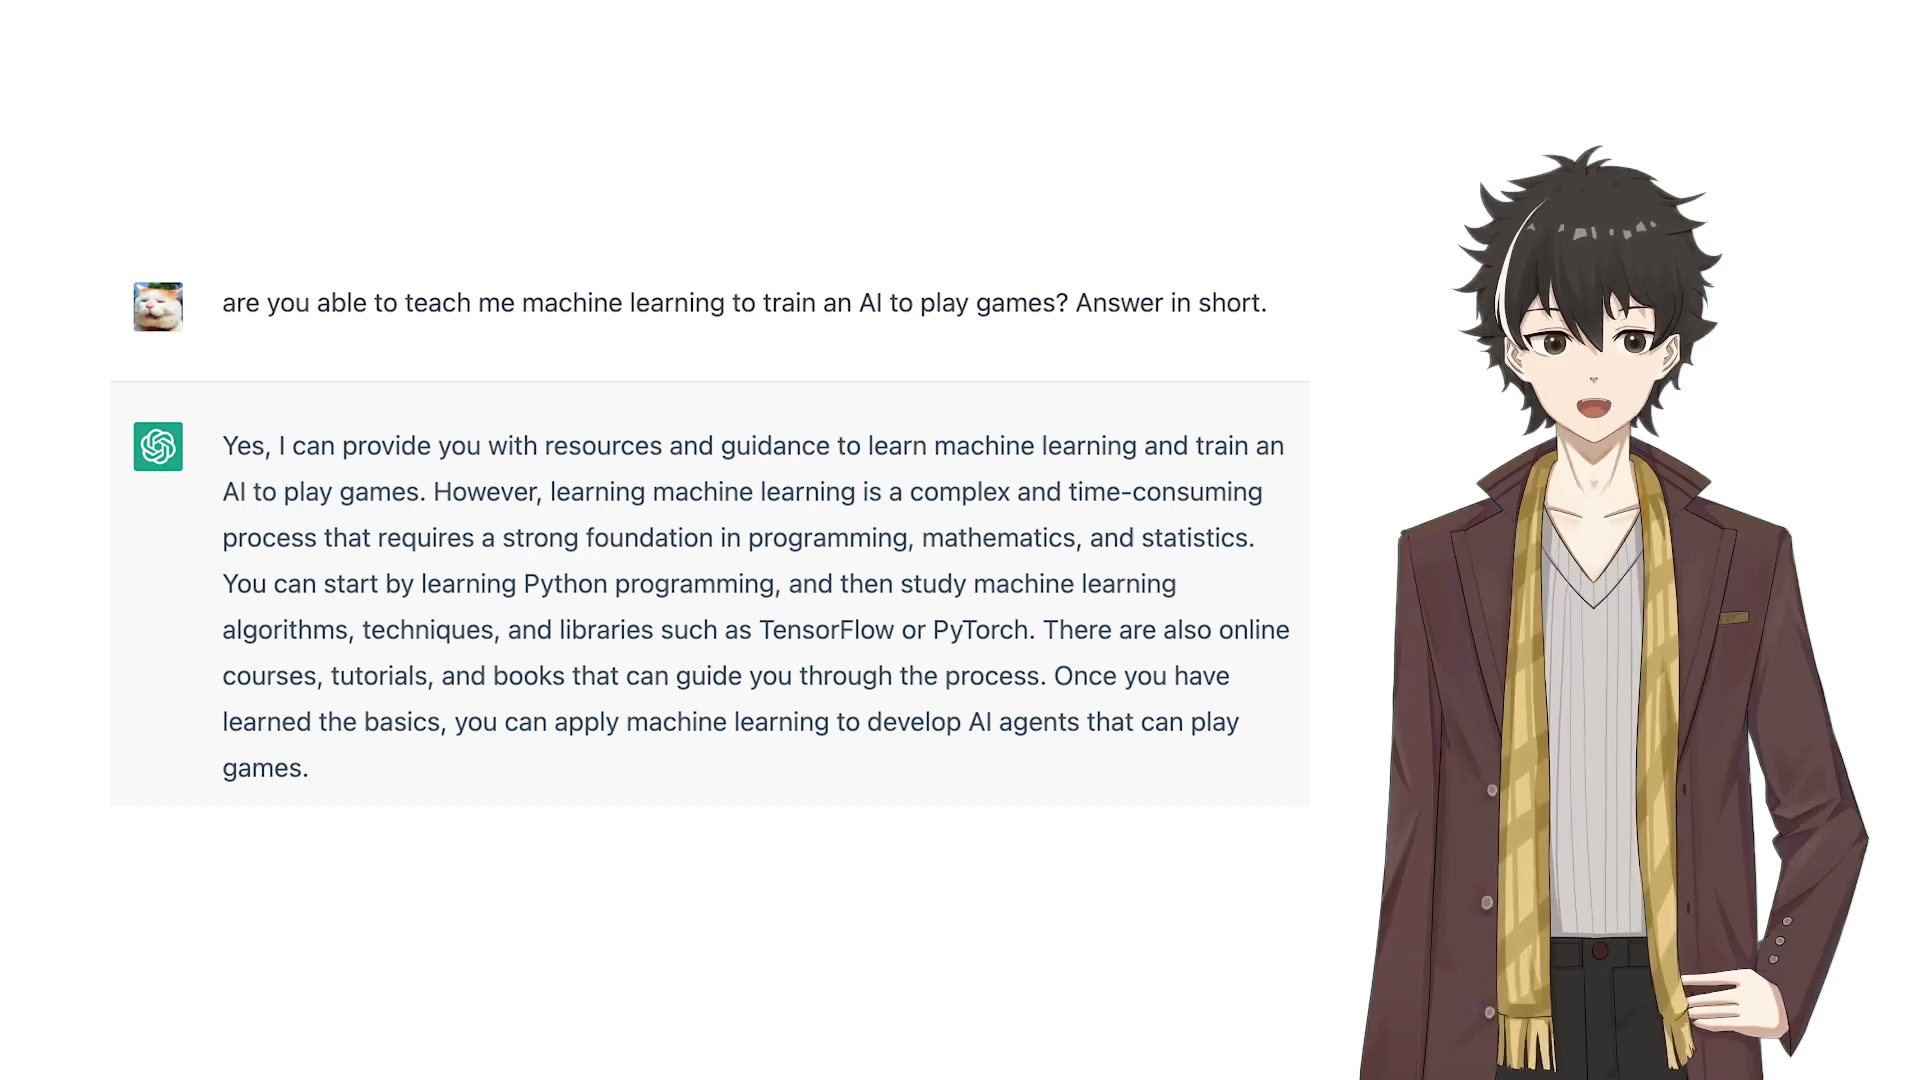 are you able to teach me machine learning to train an AI to play games? Answer in short.
Yes, I can provide you with resources and guidance to learn machine learning and train an
AI to play games. However, learning machine learning is a complex and time-consuming
process that requires a strong foundation in programming, mathematics, and statistics.
You can start by learning Python programming, and then study machine learning
algorithms, techniques, and libraries such as TensorFlow or PyTorch. There are also online
courses, tutorials, and books that can guide you through the process. Once you have
learned the basics, you can apply machine learning to develop AI agents that can play
games.